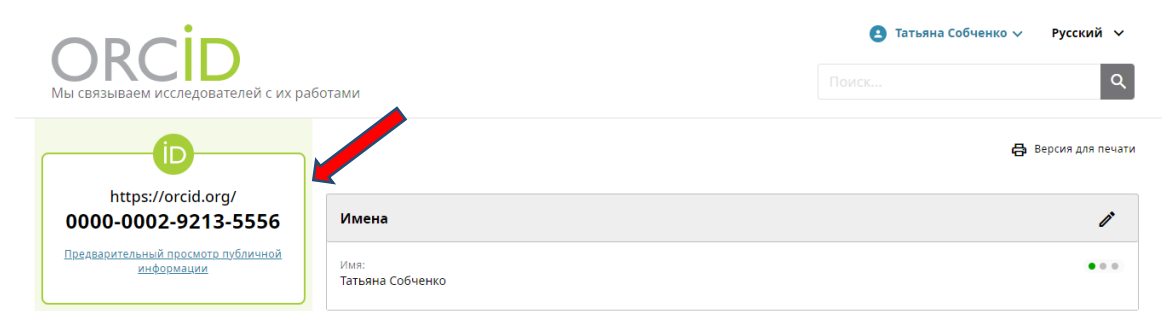 ORCID
Мы связываем исследователей с их работами
Татьяна Собченко
Русский
Поиск...
iD
https://orcid.org/
0000-0002-9213-5556
Предварительный просмотр публичной
информации
Версия для печати
Имена
Имя:
Татьяна Собченко